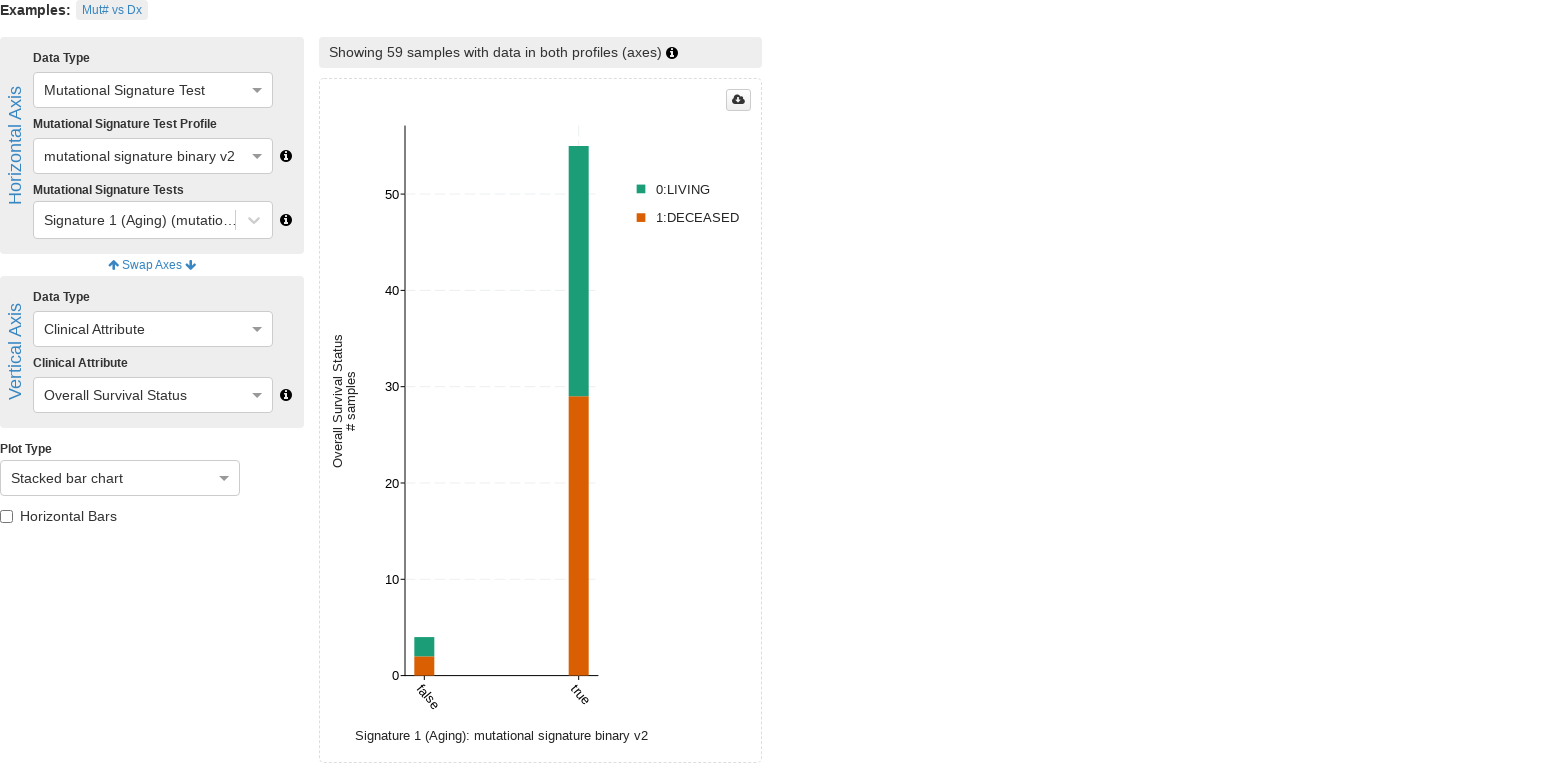 Examples: Mut# vs Dx
Horizontal Axis
Data Type
Mutational Signature Test
Mutational Signature Test Profile
mutational signature binary v2
Mutational Signature Tests
Signature 1 (Aging) (mutatio…
Swap Axes
Vertical Axis
Data Type
Clinical Attribute
Clinical Attribute
Overall Survival Status
Plot Type
Stacked bar chart
Horizontal Bars
Showing 59 samples with data in both profiles (axes)
0:LIVING
1:DECEASED
50
40
30
20
10
0
Overall Survival Status
# samples
false
true
Signature 1 (Aging): mutational signature binary v2